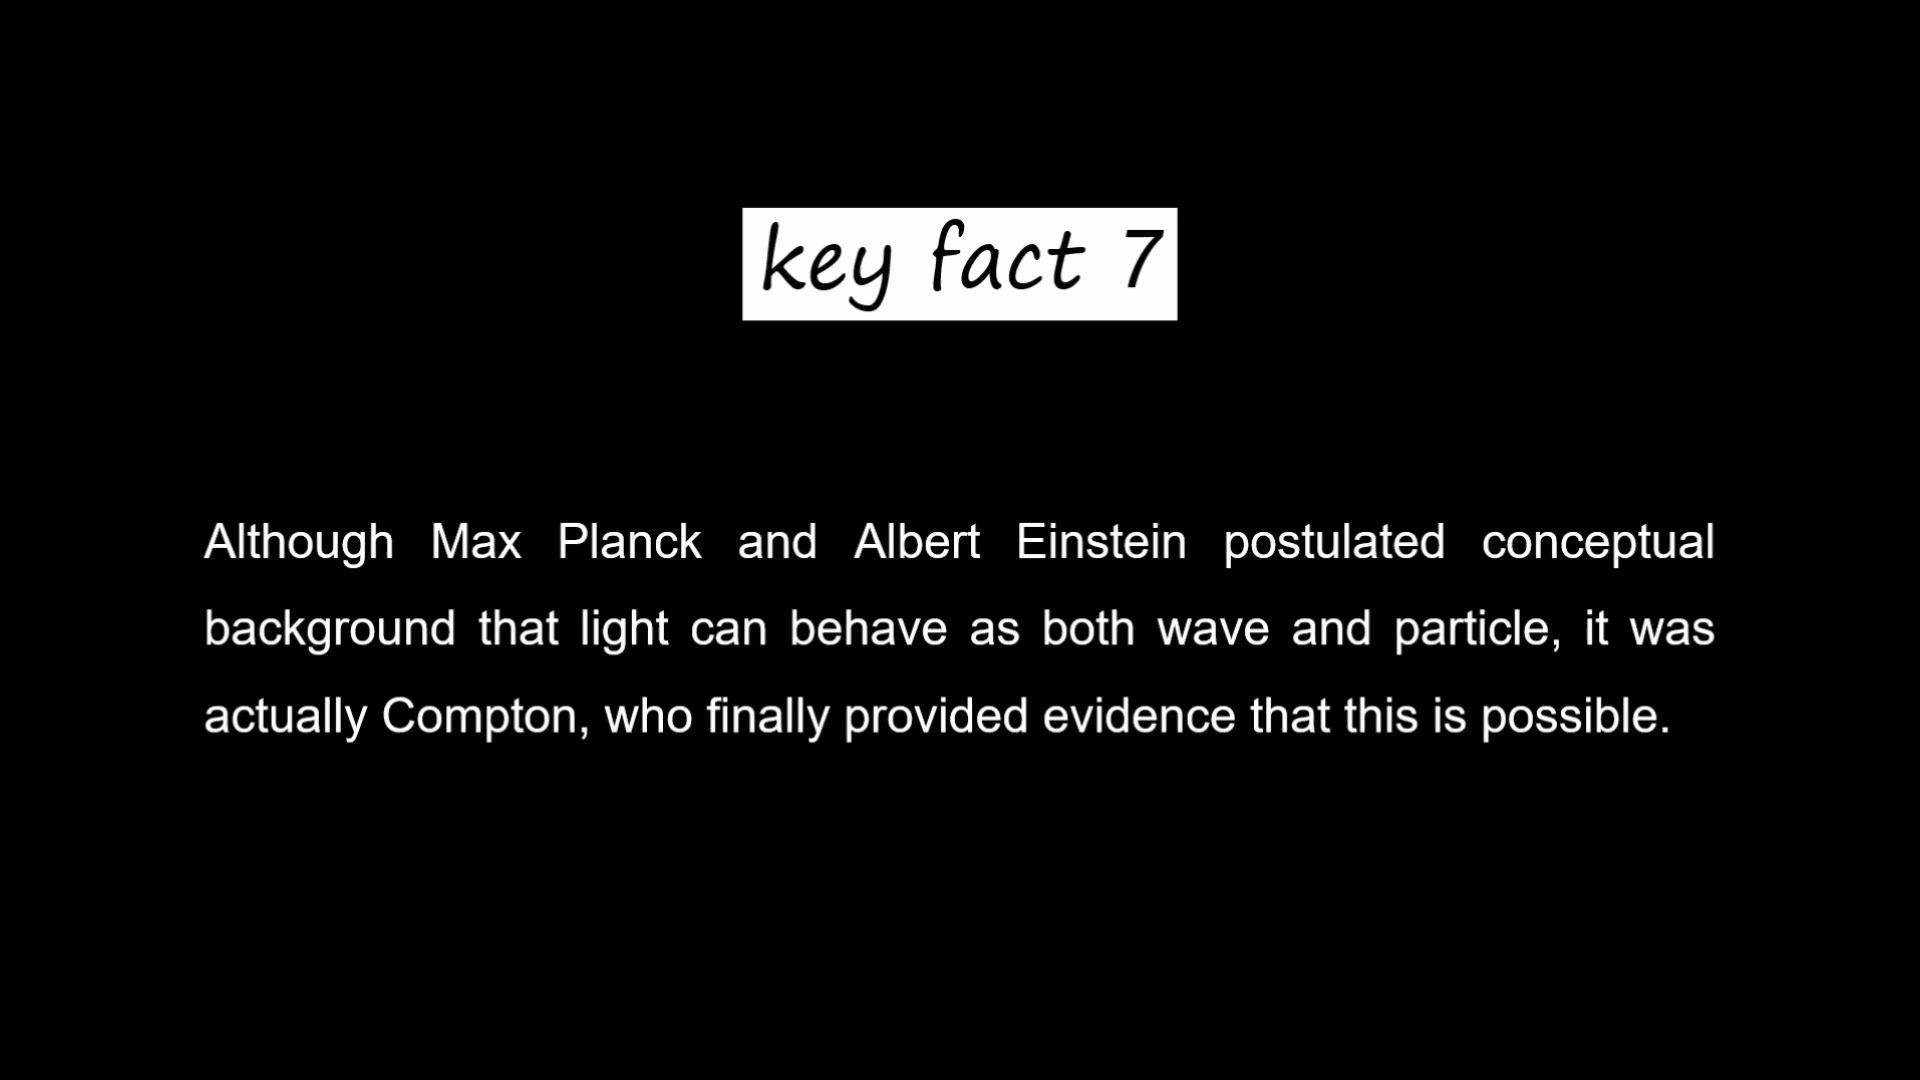 key fact 7
Although Max Planck and Albert Einstein postulated conceptual
background that light can behave as both wave and particle, it was
actually Compton, who finally provided evidence that this is possible.